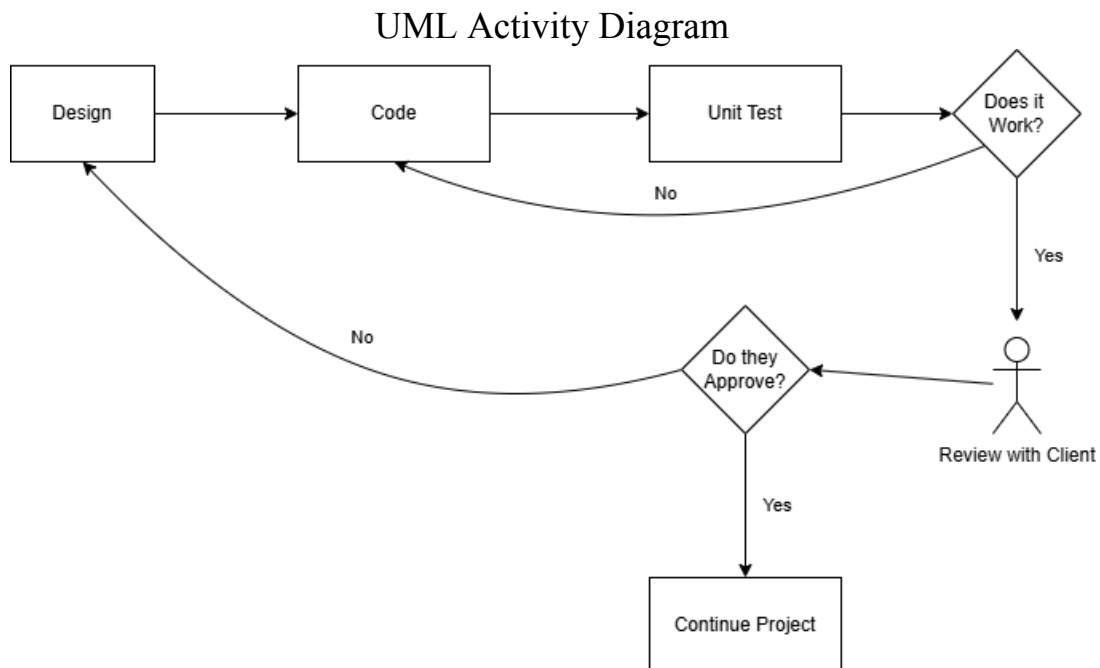 UML Activity Diagram
Design
Code
Unit Test
Does it
Work?
No
Yes
No
Do they
Approve?
Review with Client
Yes
Continue Project